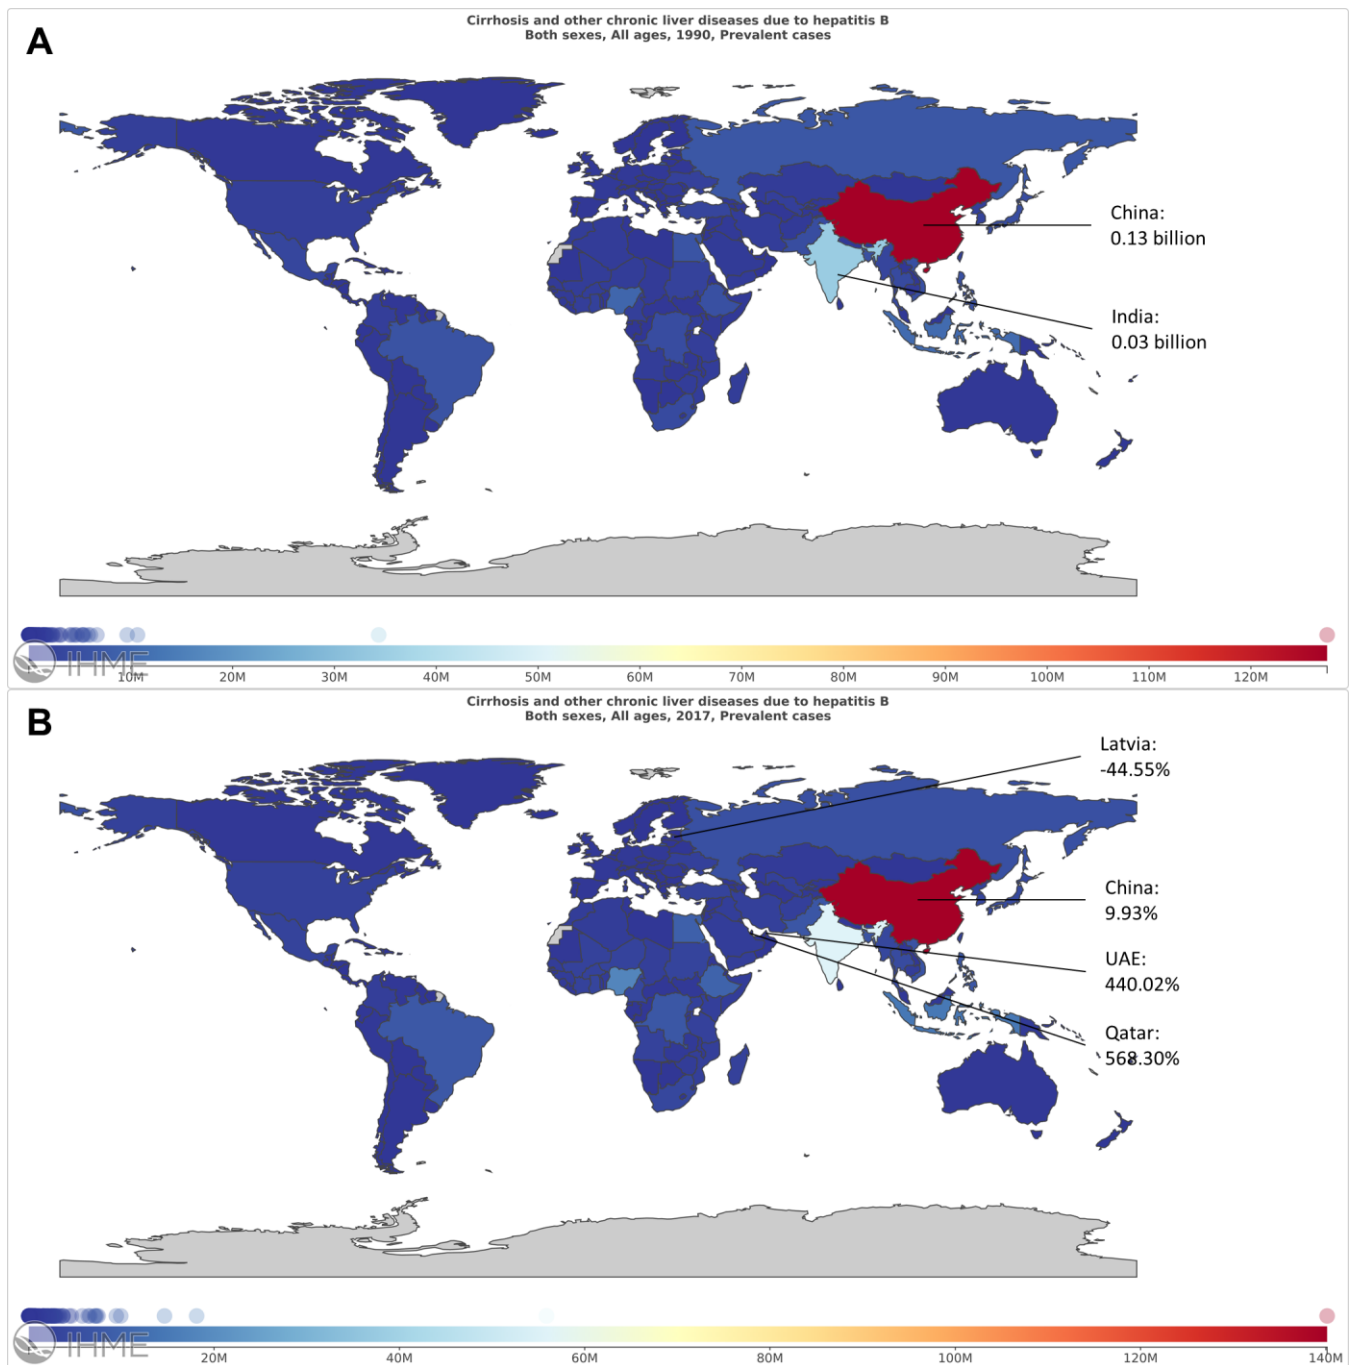 A
Cirrhosis and other chronic liver diseases due to hepatitis B
Both sexes, All ages, 1990, Prevalent cases
China:
0.13 billion
India:
0.03 billion
IHME
10M 20M 30M 40M 50M 60M 70M 80M 90M 100M 110M 120M
B
Cirrhosis and other chronic liver diseases due to hepatitis B
Both sexes, All ages, 2017, Prevalent cases
Latvia:
-44.55%
China:
9.93%
UAE:
440.02%
Qatar:
568.30%
IHME
20M 40M 60M 80M 100M 120M 140M